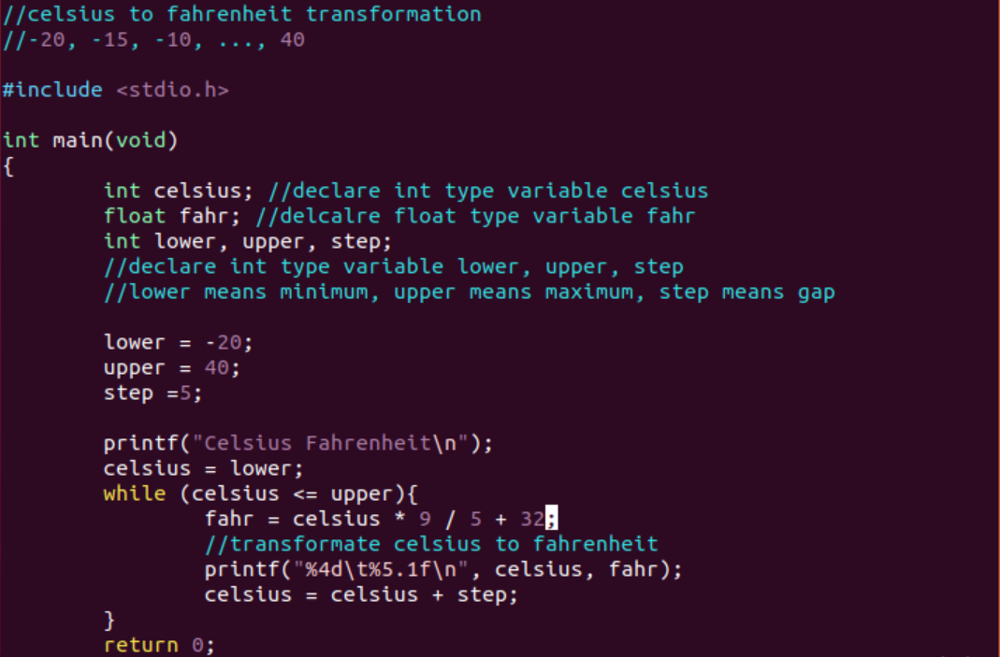 //celsius to fahrenheit transformation
//-20, -15, -10, ..., 40
#include <stdio.h>
int main(void)
{
int celsius; //declare int type variable celsius
float fahr; //delcalre float type variable fahr
int lower, upper, step;
//declare int type variable lower, upper, step
//lower means minimum, upper means maximum, step means gap
lower = -20;
upper = 40;
step =5;
printf("Celsius Fahrenheit\n");
celsius = lower;
while (celsius <= upper){
fahr = celsius * 9 / 5 + 32;
//transformate celsius to fahrenheit
printf("%4d\t%5.1f\n", celsius, fahr);
celsius = celsius + step;
}
return 0;